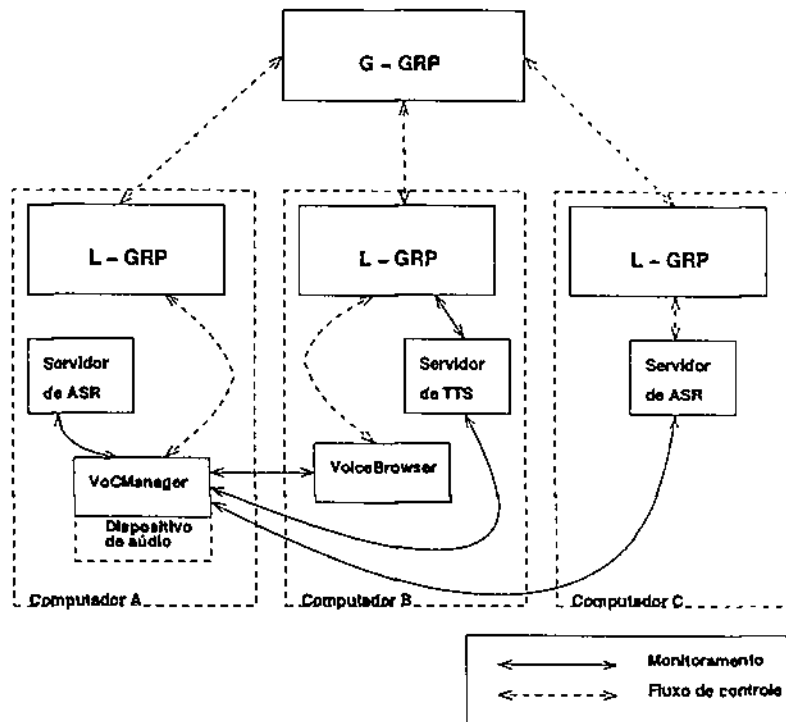 G – GRP
L – GRP
L – GRP
L – GRP
Servidor
de ASR
Servidor
de TTS
Servidor
de ASR
VoCManager
VoiceBrowser
Dispositivo
de aúdio
Computador A
Computador B
Computador C
Monitoramento
Fluxo de controle